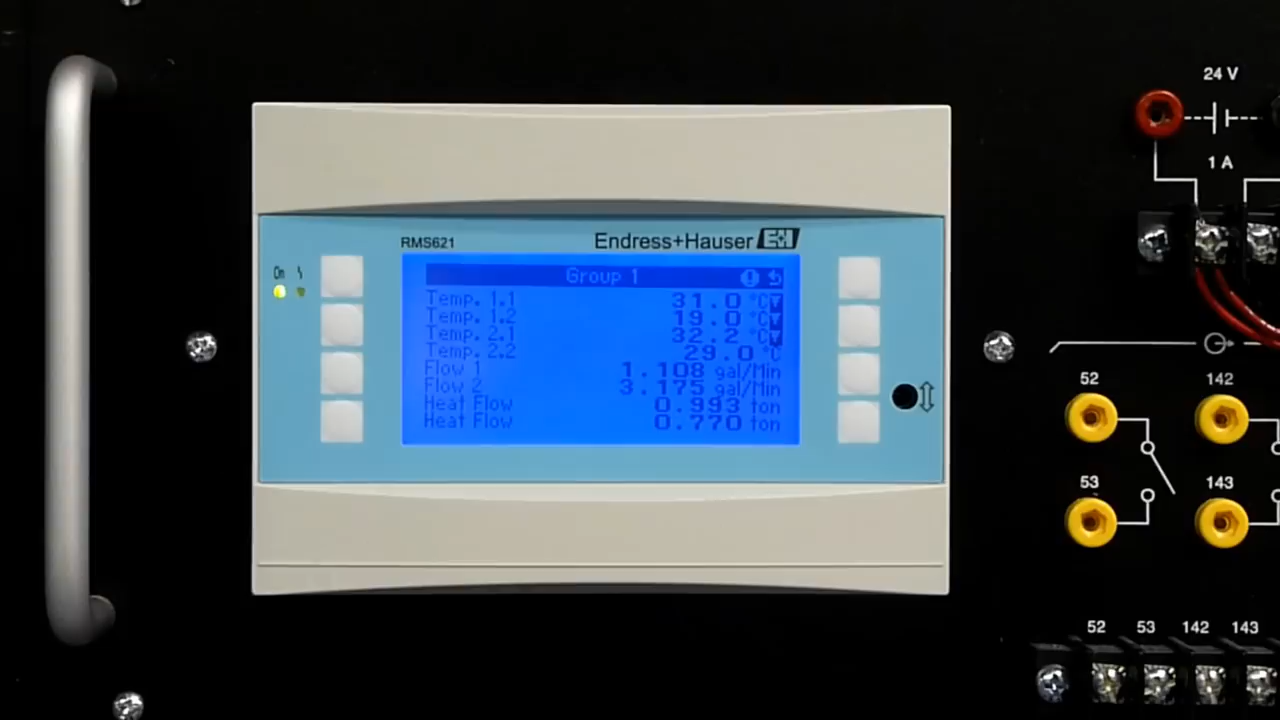 24 V
1 A
RMS621
Endress+Hauser E+H
On
Group 1
Temp. 1.1 31.0 °C
Temp. 1.2 19.0 °C
Temp. 2.1 32.2 °C
Temp. 2.2 29.0 °C
Flow 1 1.108 gal/Min
Flow 2 3.175 gal/Min
Heat Flow 0.993 ton
Heat Flow 0.770 ton
52 142
53 143
52 53 142 143